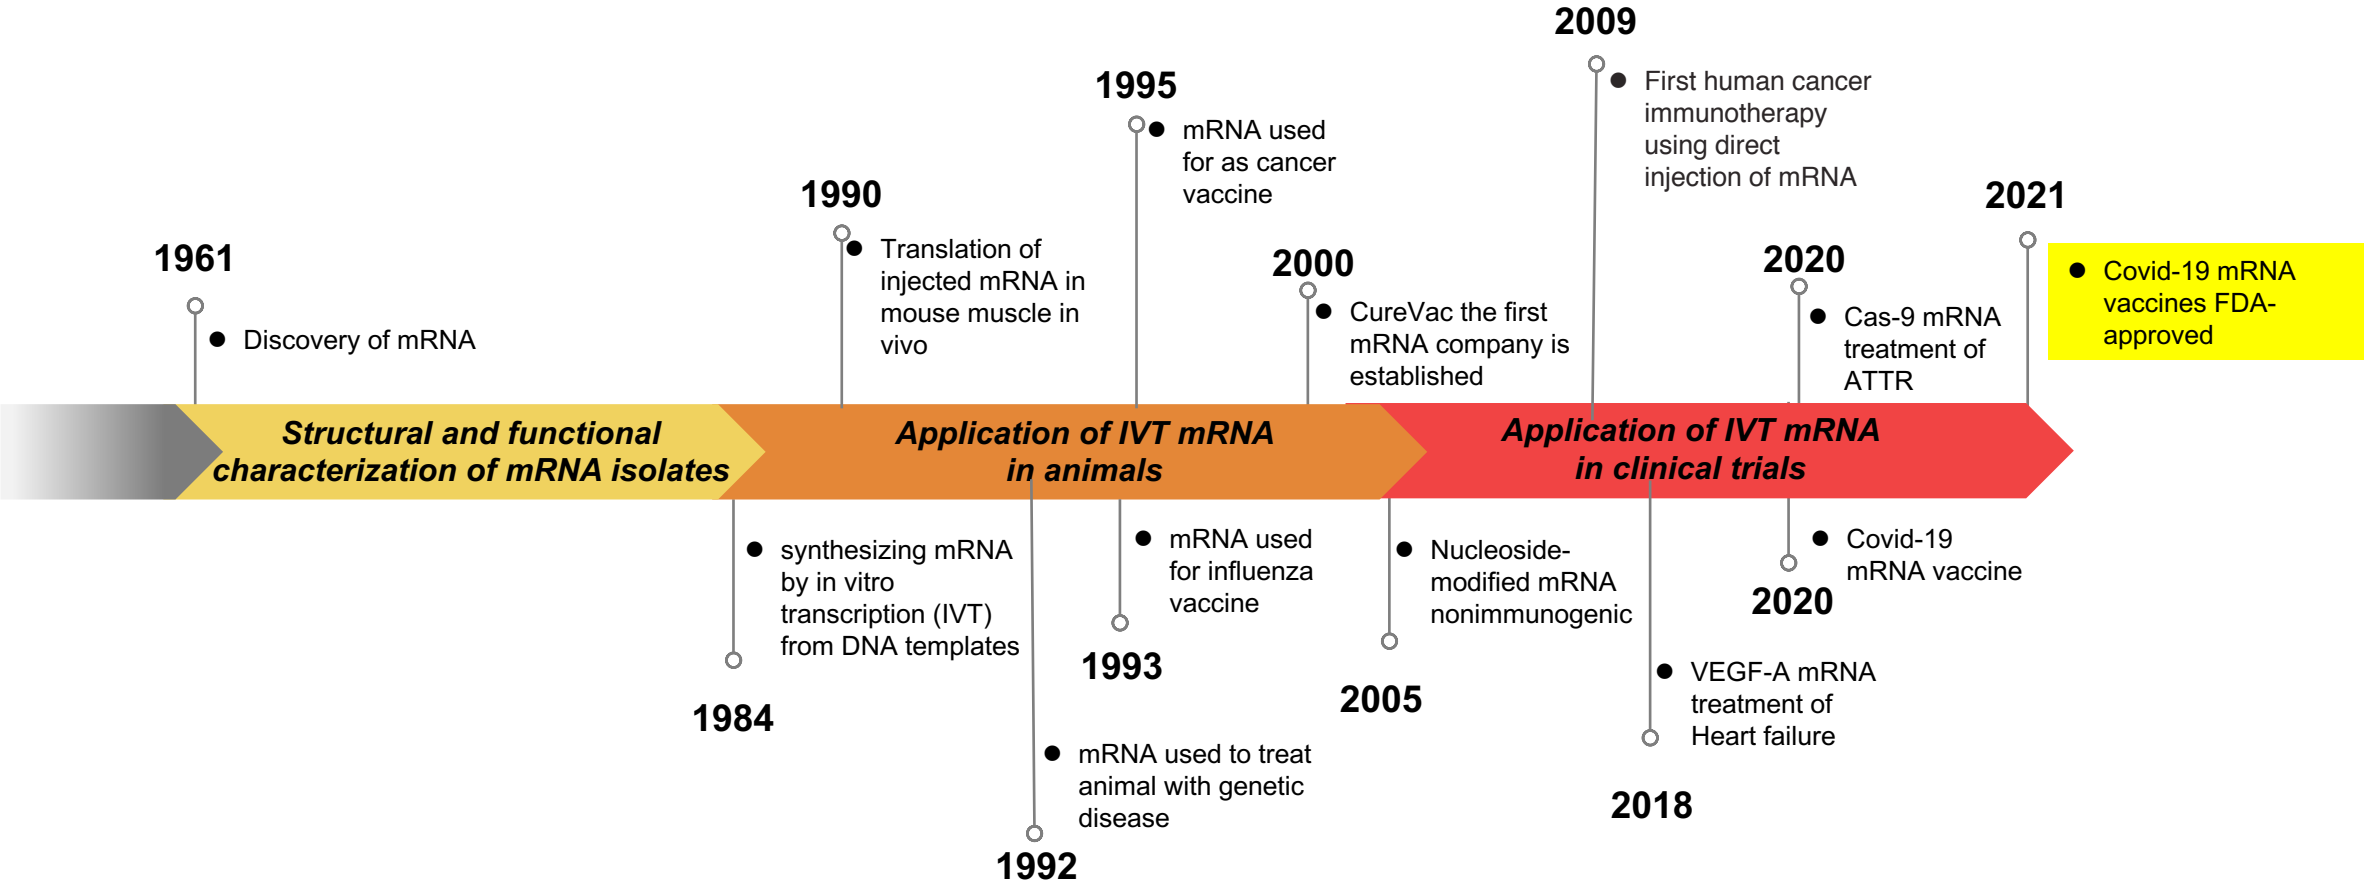 1961
● Discovery of mRNA
1990
● Translation of
injected mRNA in
mouse muscle in
vivo
1995
● mRNA used
for as cancer
vaccine
2000
● CureVac the first
mRNA company is
established
2009
● First human cancer
immunotherapy
using direct
injection of mRNA
2020
● Cas-9 mRNA
treatment of
ATTR
2021
● Covid-19 mRNA
vaccines FDA-
approved
Structural and functional
characterization of mRNA isolates
Application of IVT mRNA
in animals
Application of IVT mRNA
in clinical trials
● synthesizing mRNA
by in vitro
transcription (IVT)
from DNA templates
1984
● mRNA used to treat
animal with genetic
disease
1992
● mRNA used
for influenza
vaccine
1993
● Nucleoside-
modified mRNA
nonimmunogenic
2005
● VEGF-A mRNA
treatment of
Heart failure
2018
● Covid-19
mRNA vaccine
2020